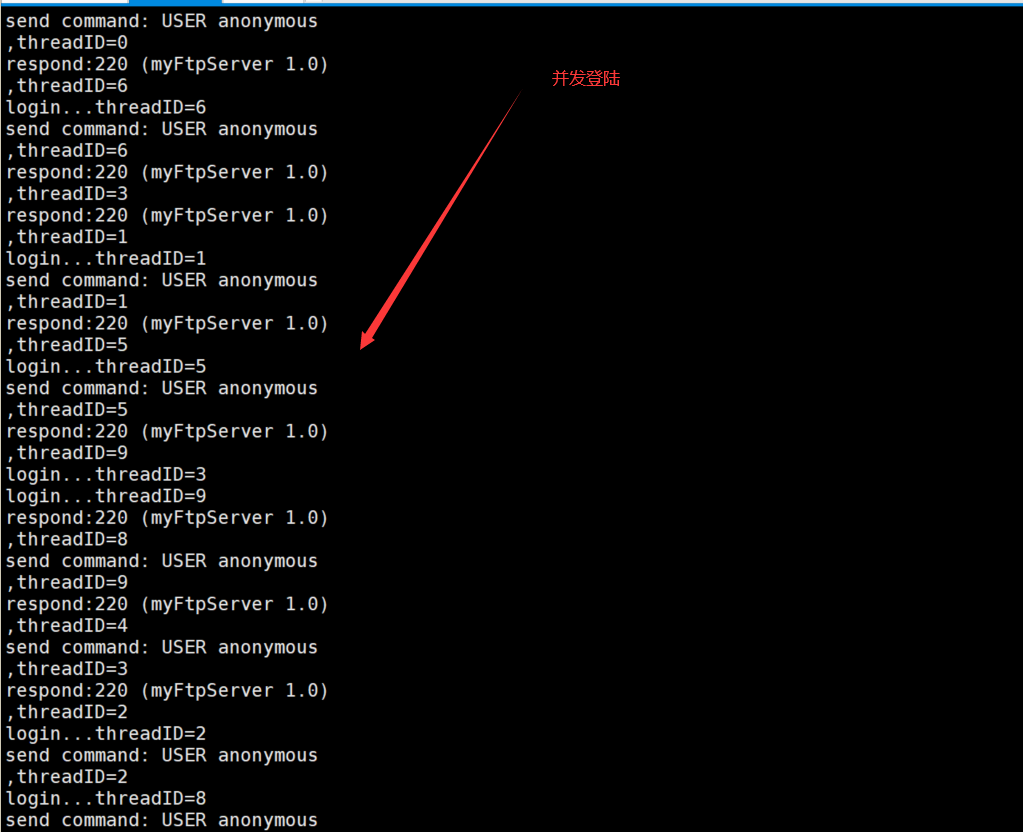 send command: USER anonymous
,threadID=0
respond:220 (myFtpServer 1.0)
,threadID=6
并发登陆
login...threadID=6
send command: USER anonymous
,threadID=6
respond:220 (myFtpServer 1.0)
,threadID=3
respond:220 (myFtpServer 1.0)
,threadID=1
login...threadID=1
send command: USER anonymous
,threadID=1
respond:220 (myFtpServer 1.0)
,threadID=5
login...threadID=5
send command: USER anonymous
,threadID=5
respond:220 (myFtpServer 1.0)
,threadID=9
login...threadID=3
login...threadID=9
respond:220 (myFtpServer 1.0)
,threadID=8
send command: USER anonymous
,threadID=9
respond:220 (myFtpServer 1.0)
,threadID=4
send command: USER anonymous
,threadID=3
respond:220 (myFtpServer 1.0)
,threadID=2
login...threadID=2
send command: USER anonymous
,threadID=2
login...threadID=8
send command: USER anonymous